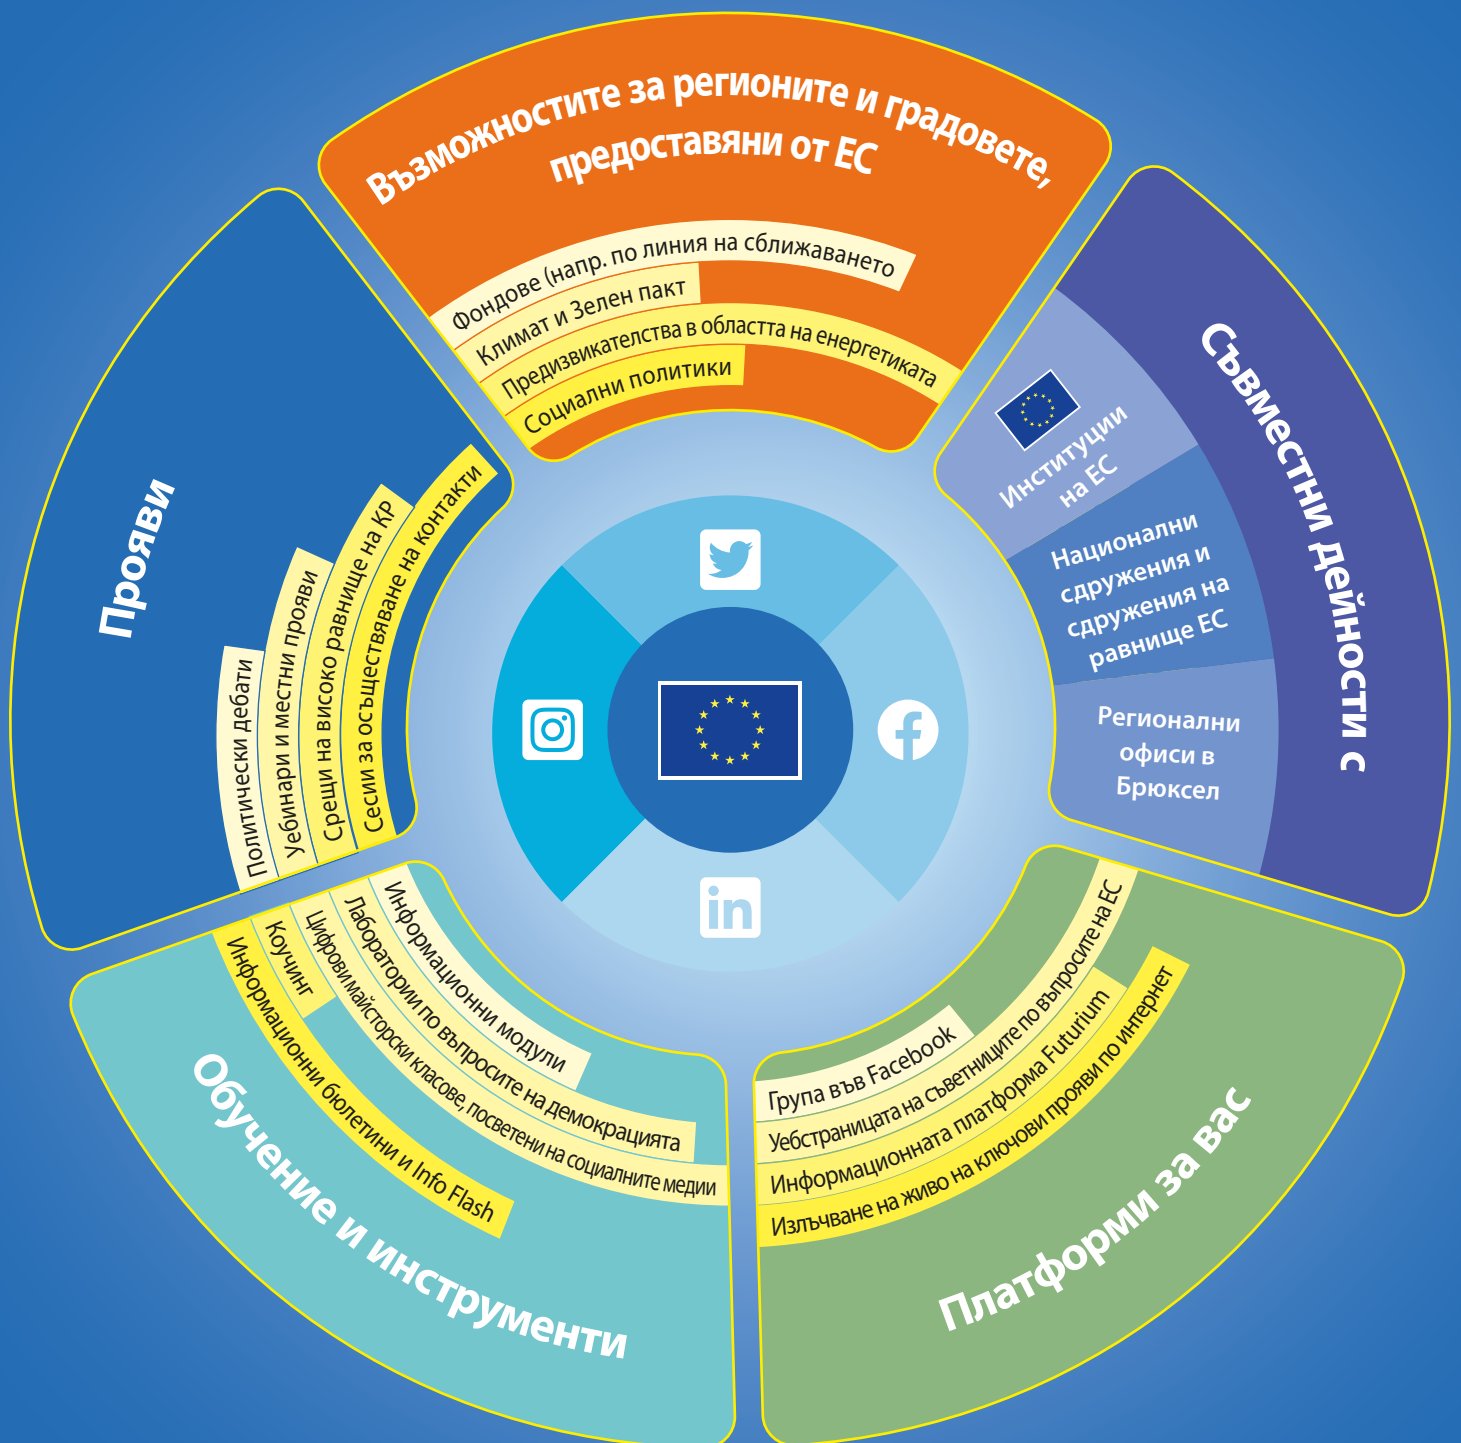 Възможностите за регионите и градовете,
предоставяни от ЕС
Фондове (напр. по линия на сближаването
Климат и Зелен пакт
Предизвикателства в областта на енергетиката
Социални политики
Съвместни дейности с
Институции
на ЕС
Национални
сдружения и
сдружения на
равнище ЕС
Регионални
офиси в
Брюксел
Платформи за вас
Група във Facebook
Уебстраницата на съветниците по въпросите на ЕС
Информационната платформа Futurium
Излъчване на живо на ключови прояви по интернет
Обучение и инструменти
Информационни модули
Лаборатории по въпросите на демокрацията
Цифрови майсторски класове, посветени на социалните медии
Коучинг
Информационни бюлетини и Info Flash
Прояви
Политически дебати
Уебинари и местни прояви
Срещи на високо равнище на КР
Сесии за осъществяване на контакти
in